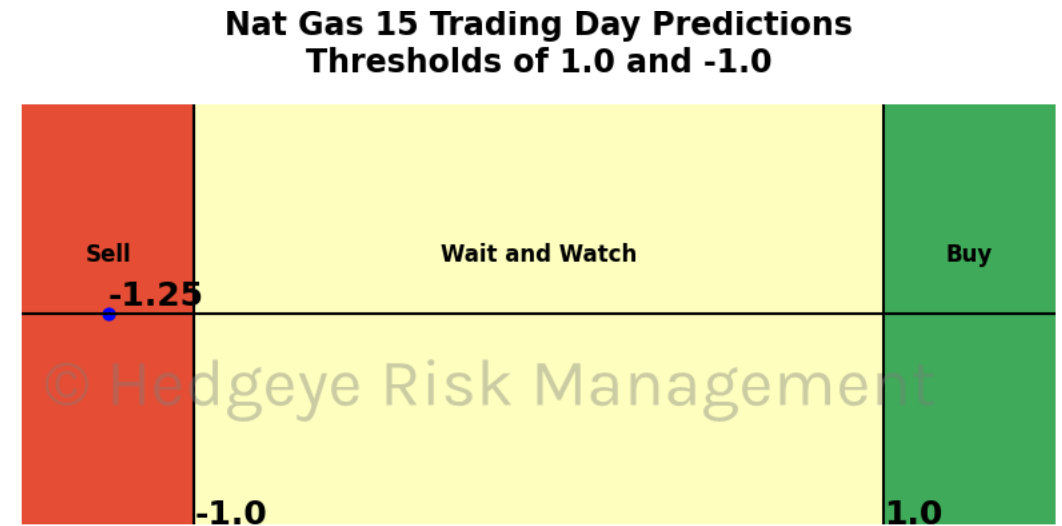 Nat Gas 15 Trading Day Predictions
Thresholds of 1.0 and -1.0
Sell
Wait and Watch
Buy
-1.25
© Hedgeye Risk Management
-1.0
1.0